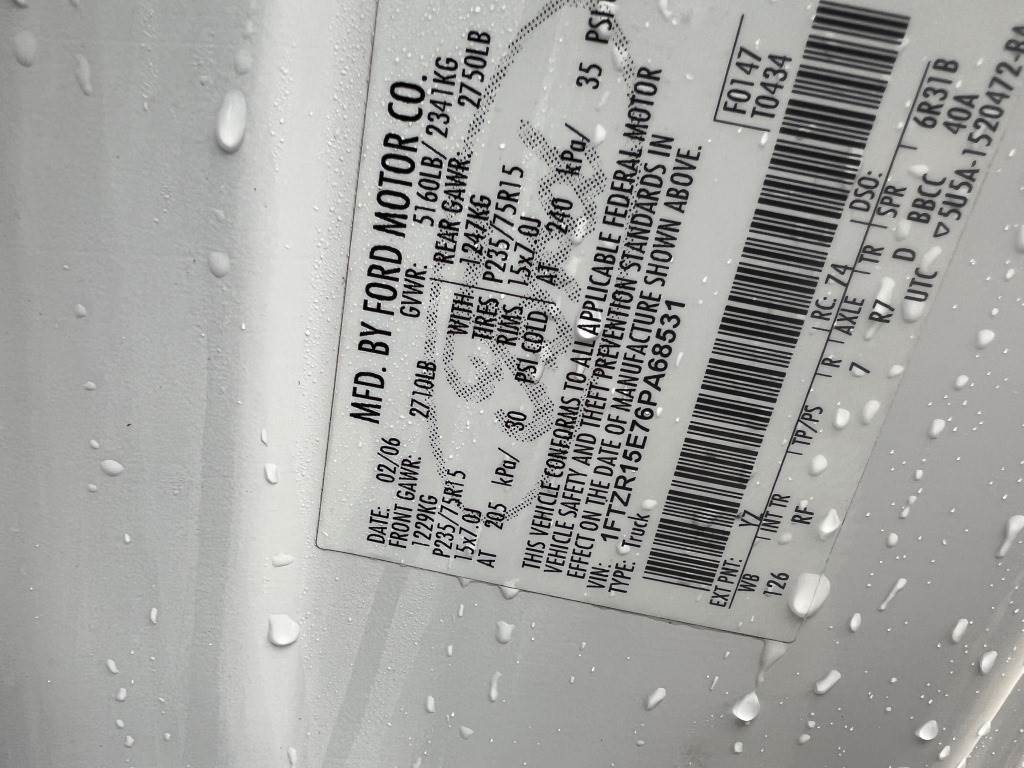 MFD. BY FORD MOTOR CO.
DATE: 02/06 GVWR: 5160LB/ 2341KG
FRONT GAWR: 2710LB REAR GAWR: 2750LB
1229KG WITH 1247KG
P235/75R15 TIRES P235/75R15
15x7.0J RIMS 15x7.0J
AT 205 kPa/ 30 PSI COLD AT 240 kPa/ 35 PSI
THIS VEHICLE CONFORMS TO ALL APPLICABLE FEDERAL MOTOR
VEHICLE SAFETY AND THEFT PREVENTION STANDARDS IN
EFFECT ON THE DATE OF MANUFACTURE SHOWN ABOVE.
VIN: 1FTZR15E76PA68531
TYPE: Truck
F0147
T0434
EXT PNT: YZ RC: 24 DSO:
WB INT TR TP/PS R AXLE TR SPR 6R31B
126 RF 7 R7 D BBCC 40A
UTC ▽ 5U5A-1520472-BA